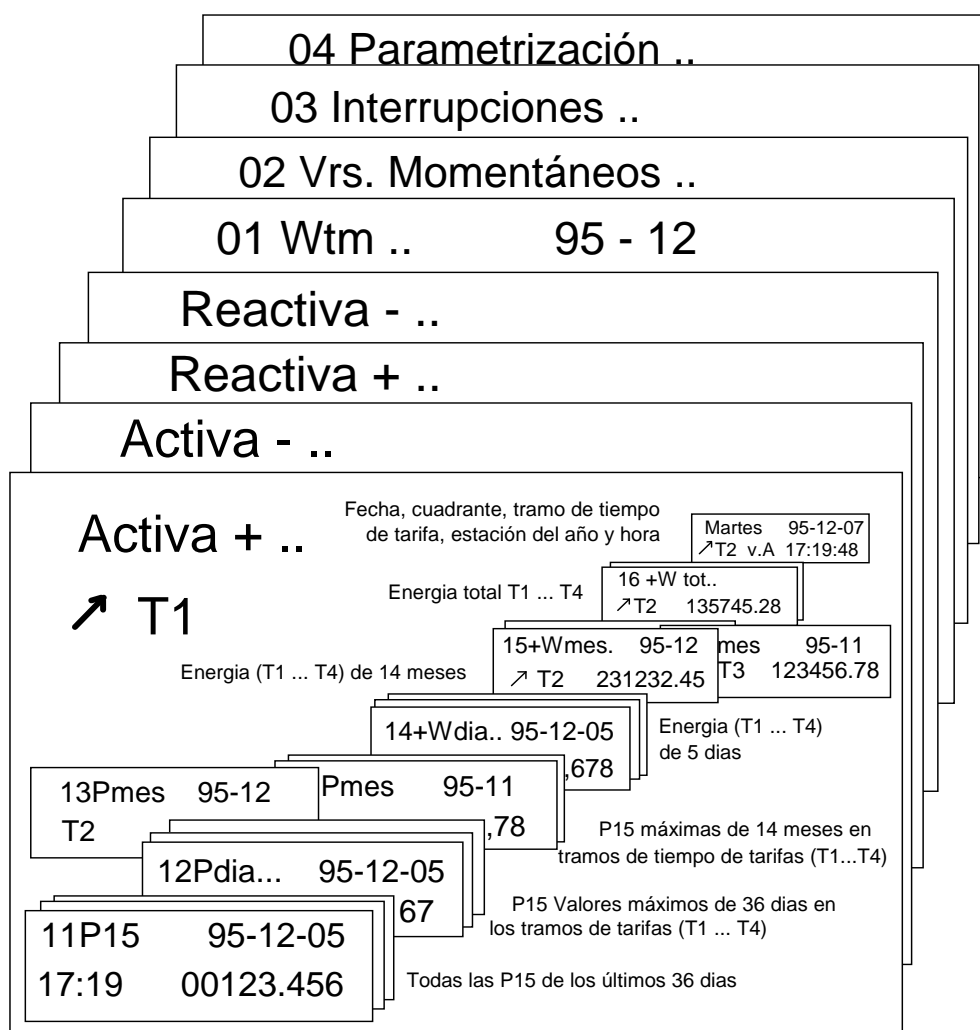 04 Parametrización ..
03 Interrupciones ..
02 Vrs. Momentáneos ..
01 Wtm .. 95 - 12
Reactiva - ..
Reactiva + ..
Activa - ..
Activa + ..
↗ T1
Fecha, cuadrante, tramo de tiempo
de tarifa, estación del año y hora
Martes 95-12-07
↗T2 v.A 17:19:48
Energia total T1 ... T4
16 +W tot..
↗T2 135745.28
Energia (T1 ... T4) de 14 meses
15+Wmes. 95-12
↗ T2 231232.45
mes 95-11
T3 123456.78
14+Wdia.. 95-12-05
,678
Energia (T1 ... T4)
de 5 dias
13Pmes 95-12
T2
Pmes 95-11
,78
P15 máximas de 14 meses en
tramos de tiempo de tarifas (T1...T4)
12Pdia... 95-12-05
67
P15 Valores máximos de 36 dias en
los tramos de tarifas (T1 ... T4)
11P15 95-12-05
17:19 00123.456
Todas las P15 de los últimos 36 dias